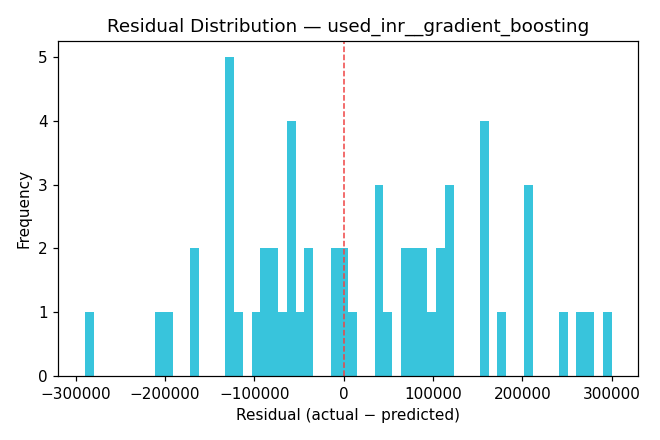 Residual Distribution — used_inr__gradient_boosting
Frequency
5
4
3
2
1
0
−300000 −200000 −100000 0 100000 200000 300000
Residual (actual − predicted)